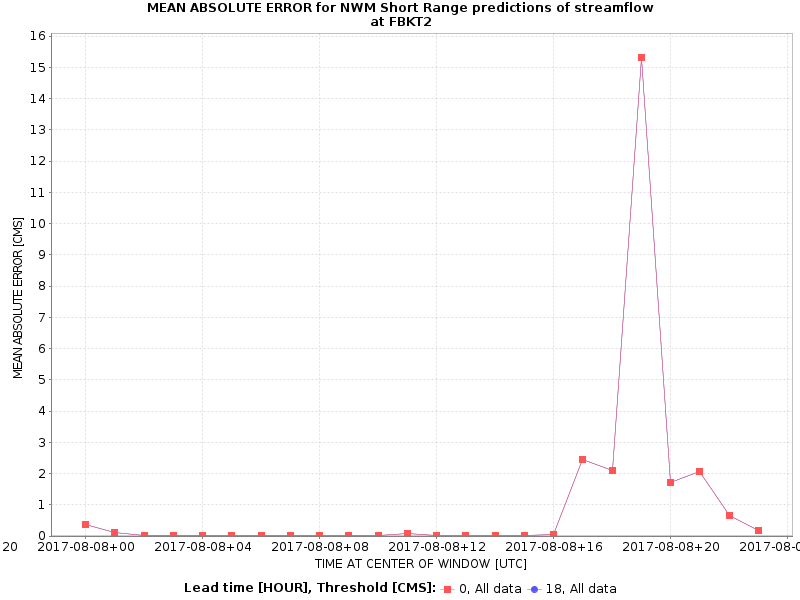 MEAN ABSOLUTE ERROR for NWM Short Range predictions of streamflow
at FBKT2
16
15
14
13
12
11
10
9
8
7
6
5
4
3
2
1
0
MEAN ABSOLUTE ERROR [CMS]
20 2017-08-08+00 2017-08-08+04 2017-08-08+08 2017-08-08+12 2017-08-08+16 2017-08-08+20 2017-08-0
TIME AT CENTER OF WINDOW [UTC]
Lead time [HOUR], Threshold [CMS]: 0, All data 18, All data